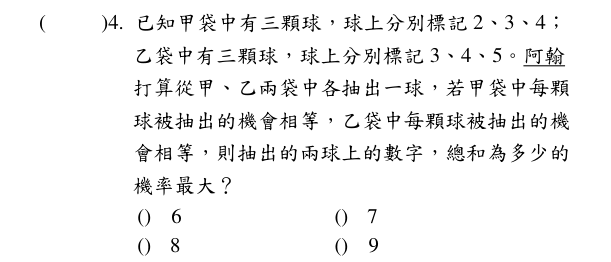 ( )4. 已知甲袋中有三顆球，球上分別標記 2、3、4；
乙袋中有三顆球，球上分別標記 3、4、5。阿翰
打算從甲、乙兩袋中各抽出一球，若甲袋中每顆
球被抽出的機會相等，乙袋中每顆球被抽出的機
會相等，則抽出的兩球上的數字，總和為多少的
機率最大？
() 6 () 7
() 8 () 9